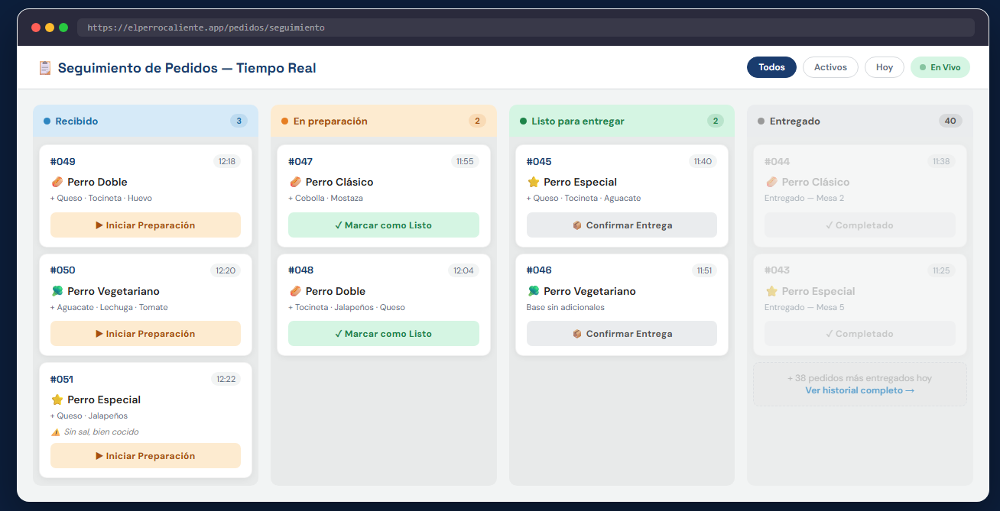 https://elperrocaliente.app/pedidos/seguimiento
Seguimiento de Pedidos — Tiempo Real
Todos
Activos
Hoy
En Vivo
Recibido
3
#049
12:18
Perro Doble
+ Queso · Tocineta · Huevo
▶ Iniciar Preparación
#050
12:20
Perro Vegetariano
+ Aguacate · Lechuga · Tomate
▶ Iniciar Preparación
#051
12:22
Perro Especial
+ Queso · Jalapeños
⚠ Sin sal, bien cocido
▶ Iniciar Preparación
En preparación
2
#047
11:55
Perro Clásico
+ Cebolla · Mostaza
✓ Marcar como Listo
#048
12:04
Perro Doble
+ Tocineta · Jalapeños · Queso
✓ Marcar como Listo
Listo para entregar
2
#045
11:40
Perro Especial
+ Queso · Tocineta · Aguacate
Confirmar Entrega
#046
11:51
Perro Vegetariano
Base sin adicionales
Confirmar Entrega
Entregado
40
#044
11:38
Perro Clásico
Entregado — Mesa 2
✓ Completado
#043
11:25
Perro Especial
Entregado — Mesa 5
✓ Completado
+ 38 pedidos más entregados hoy
Ver historial completo →